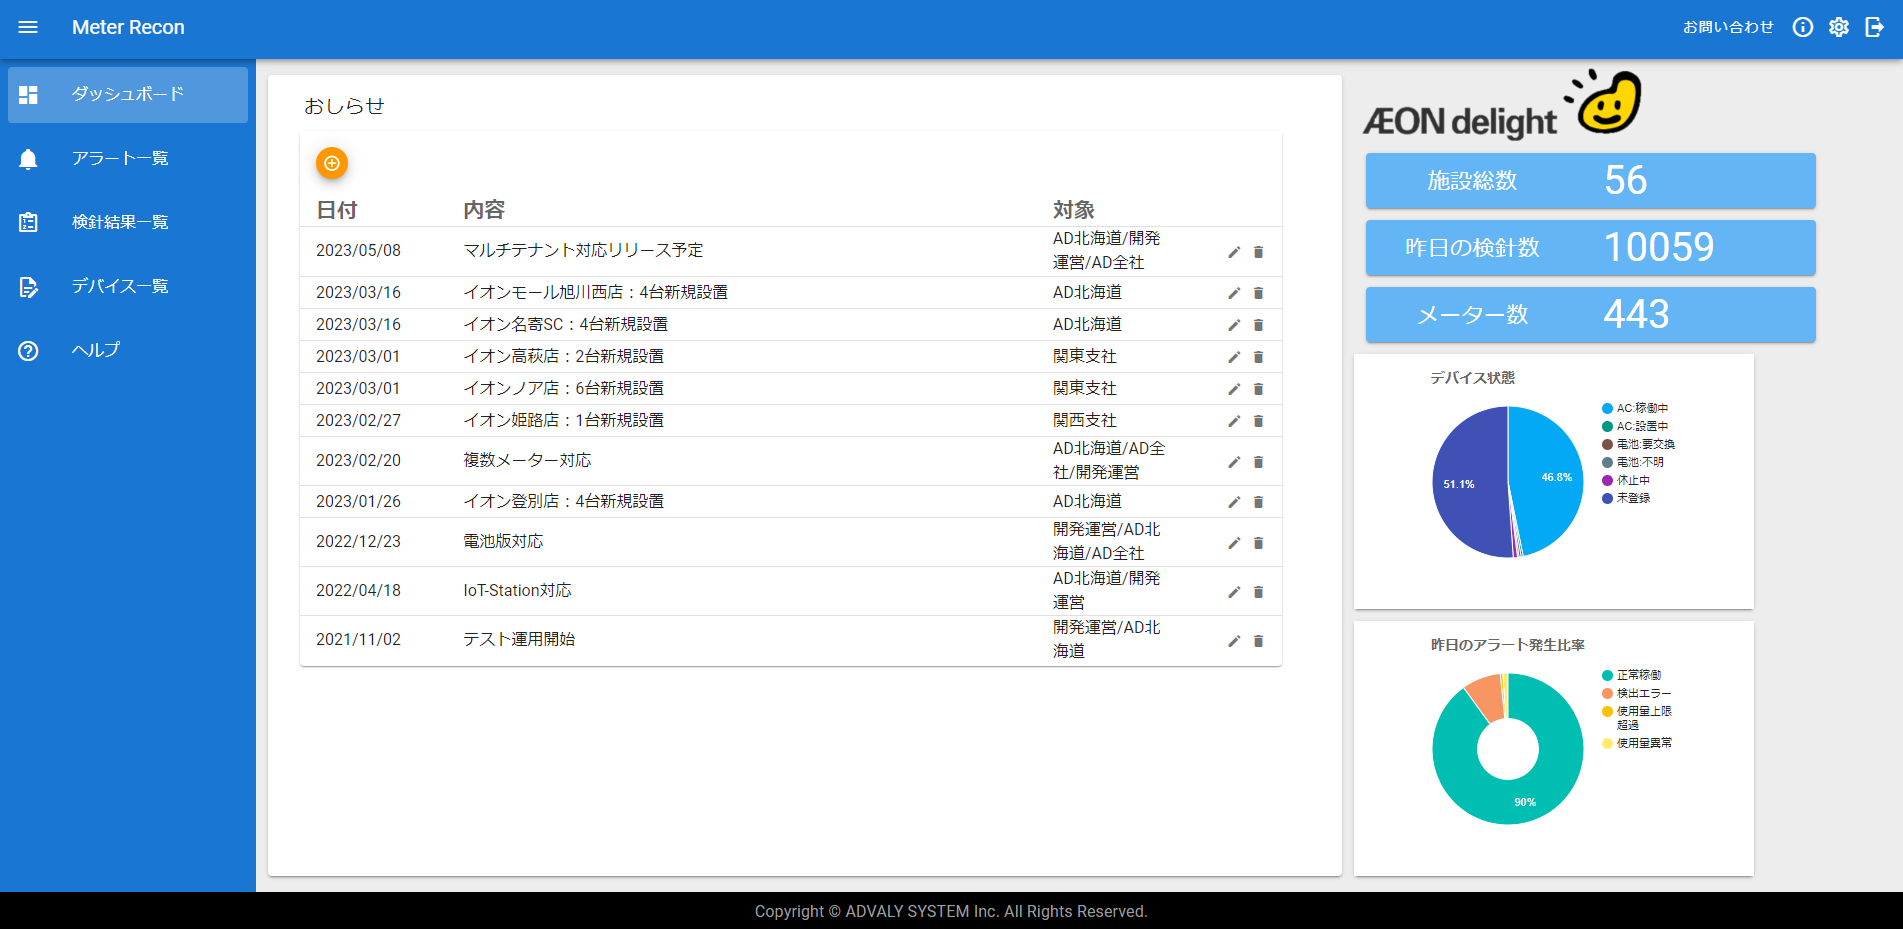 Meter Recon
お問い合わせ
ダッシュボード
アラート一覧
検針結果一覧
デバイス一覧
ヘルプ
おしらせ
日付 内容 対象
2023/05/08 マルチテナント対応リリース予定 AD北海道/開発
運営/AD全社
2023/03/16 イオンモール旭川西店：4台新規設置 AD北海道
2023/03/16 イオン名寄SC：4台新規設置 AD北海道
2023/03/01 イオン高萩店：2台新規設置 関東支社
2023/03/01 イオンノア店：6台新規設置 関東支社
2023/02/27 イオン姫路店：1台新規設置 関西支社
2023/02/20 複数メーター対応 AD北海道/AD全
社/開発運営
2023/01/26 イオン登別店：4台新規設置 AD北海道
2022/12/23 電池版対応 開発運営/AD北
海道/AD全社
2022/04/18 IoT-Station対応 AD北海道/開発
運営
2021/11/02 テスト運用開始 開発運営/AD北
海道
ÆON delight
施設総数 56
昨日の検針数 10059
メーター数 443
デバイス状態
51.1%
46.8%
AC:稼働中
AC:設置中
電池:要交換
電池:不明
休止中
未登録
昨日のアラート発生比率
90%
正常稼働
検出エラー
使用量上限
超過
使用量異常
Copyright © ADVALY SYSTEM Inc. All Rights Reserved.